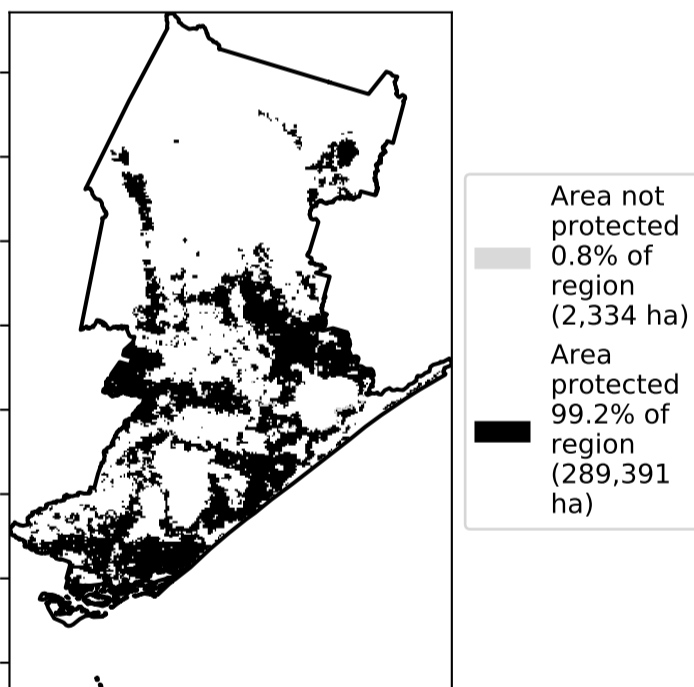 Area not
protected
0.8% of
region
(2,334 ha)
Area
protected
99.2% of
region
(289,391
ha)